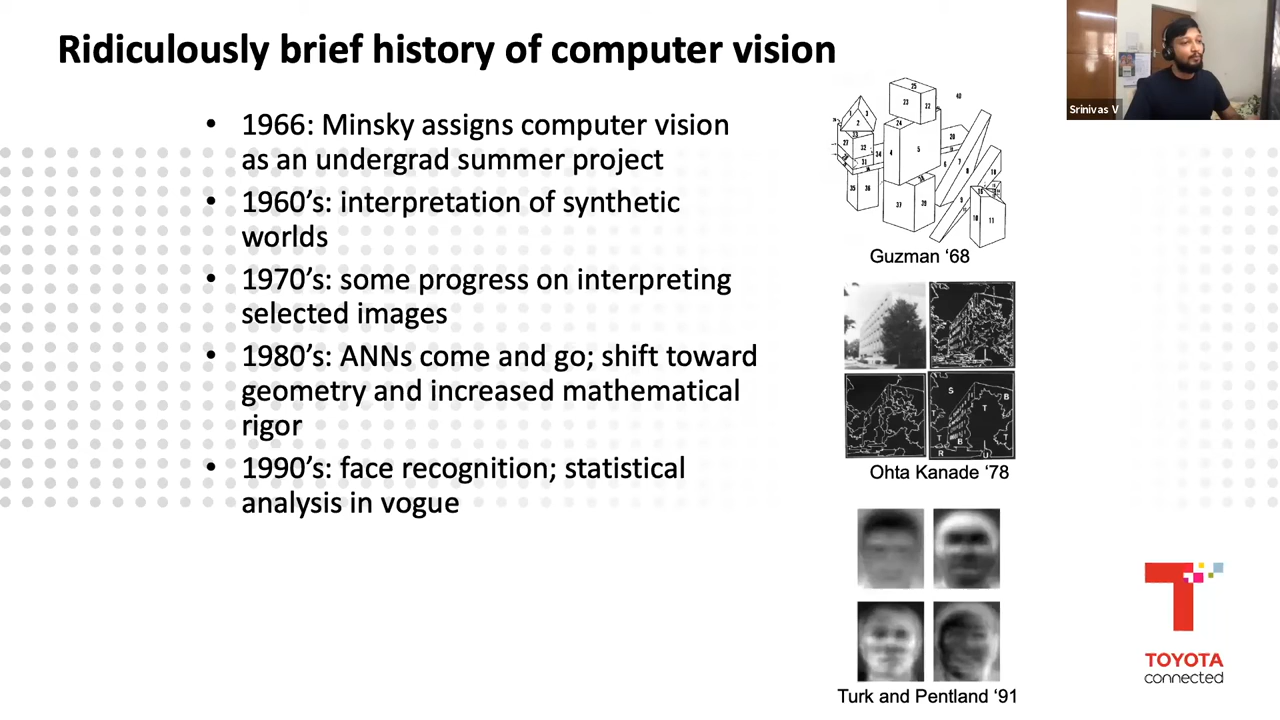 Ridiculously brief history of computer vision
• 1966: Minsky assigns computer vision
as an undergrad summer project
• 1960’s: interpretation of synthetic
worlds
• 1970’s: some progress on interpreting
selected images
• 1980’s: ANNs come and go; shift toward
geometry and increased mathematical
rigor
• 1990’s: face recognition; statistical
analysis in vogue
Guzman ‘68
Ohta Kanade ‘78
Turk and Pentland ‘91
Srinivas V
TOYOTA
connected